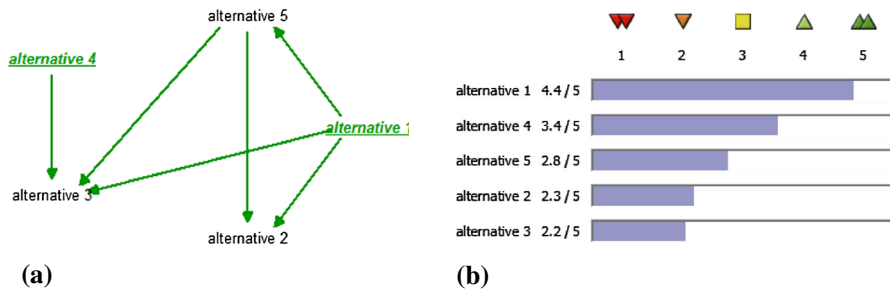 alternative 5
alternative 4
alternative 1
alternative 3
alternative 2
(a)
1 2 3 4 5
alternative 1 4.4 / 5
alternative 4 3.4 / 5
alternative 5 2.8 / 5
alternative 2 2.3 / 5
alternative 3 2.2 / 5
(b)